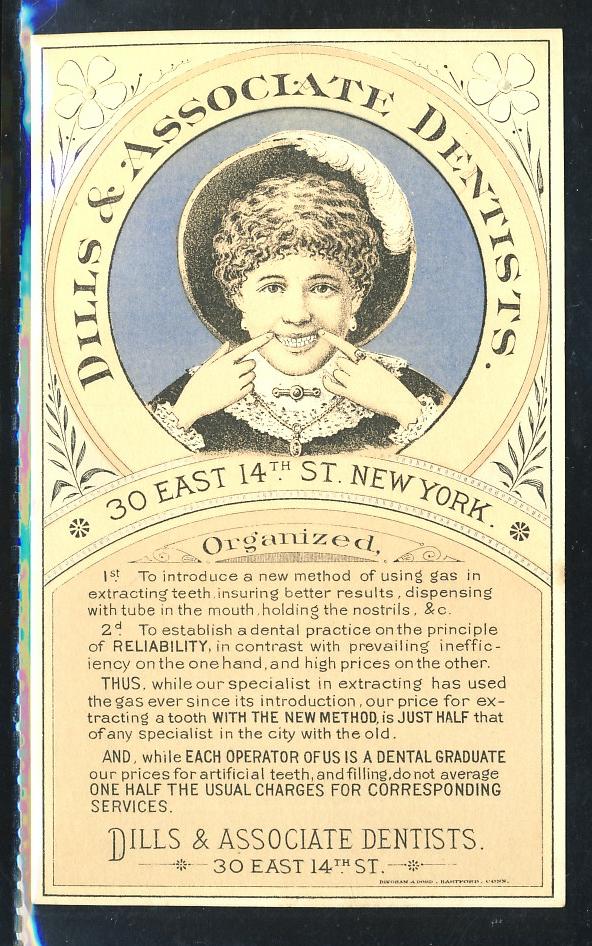 DILLS & ASSOCIATE DENTISTS.
30 EAST 14TH ST. NEW YORK.
Organized,
1st To introduce a new method of using gas in
extracting teeth, insuring better results, dispensing
with tube in the mouth, holding the nostrils, &c.
2d To establish a dental practice on the principle
of RELIABILITY, in contrast with prevailing ineffic-
iency on the one hand, and high prices on the other.
THUS, while our specialist in extracting has used
the gas ever since its introduction, our price for ex-
tracting a tooth WITH THE NEW METHOD, is JUST HALF that
of any specialist in the city with the old.
AND, while EACH OPERATOR OF US IS A DENTAL GRADUATE
our prices for artificial teeth, and filling, do not average
ONE HALF THE USUAL CHARGES FOR CORRESPONDING
SERVICES.
DILLS & ASSOCIATE DENTISTS.
30 EAST 14TH ST.
BINGHAM & DODD, HARTFORD, CONN.